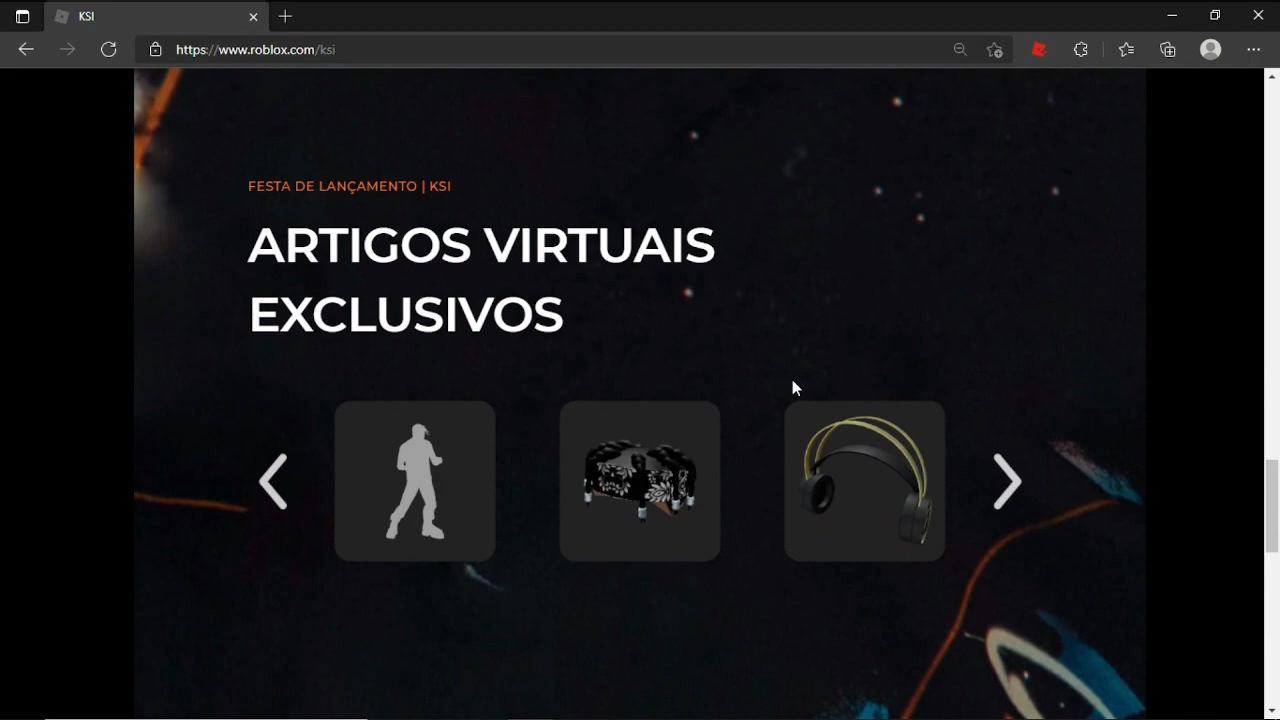 KSI
https://www.roblox.com/ksi
FESTA DE LANÇAMENTO | KSI
ARTIGOS VIRTUAIS
EXCLUSIVOS